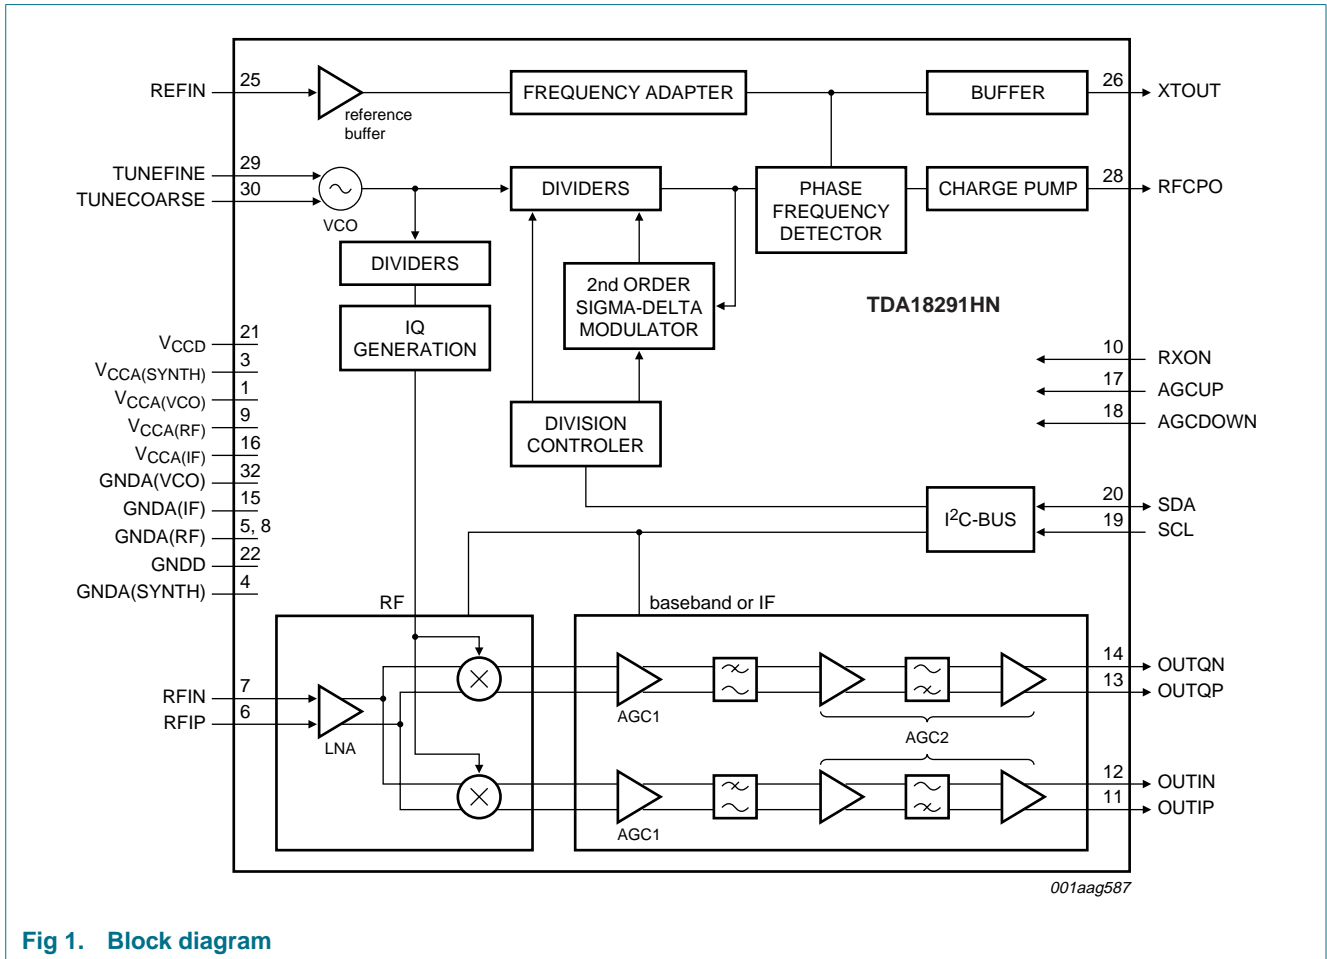 REFIN
25
reference
buffer
FREQUENCY ADAPTER
BUFFER
26
XTOUT
TUNEFINE
29
TUNECOARSE
30
VCO
DIVIDERS
PHASE
FREQUENCY
DETECTOR
CHARGE PUMP
28
RFCPO
DIVIDERS
2nd ORDER
SIGMA-DELTA
MODULATOR
TDA18291HN
IQ
GENERATION
VCCD
21
VCCA(SYNTH)
3
VCCA(VCO)
1
VCCA(RF)
9
VCCA(IF)
16
GNDA(VCO)
32
GNDA(IF)
15
GNDA(RF)
5, 8
GNDD
22
GNDA(SYNTH)
4
10
RXON
17
AGCUP
18
AGCDOWN
DIVISION
CONTROLER
I2C-BUS
20
SDA
19
SCL
RF
baseband or IF
RFIN
7
RFIP
6
LNA
AGC1
AGC2
14
OUTQN
13
OUTQP
AGC1
12
OUTIN
11
OUTIP
001aag587
Fig 1. Block diagram